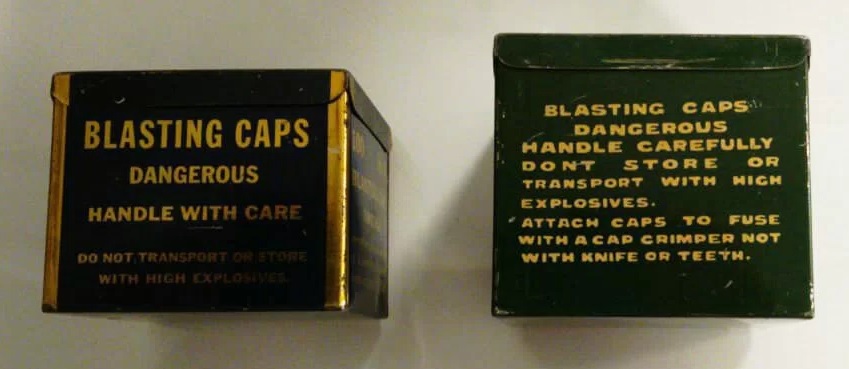 BLASTING CAPS
DANGEROUS
HANDLE WITH CARE
DO NOT TRANSPORT OR STORE
WITH HIGH EXPLOSIVES.
100
BLASTING CAPS
DANGEROUS
HANDLE CAREFULLY
DONT STORE OR
TRANSPORT WITH HIGH
EXPLOSIVES.
ATTACH CAPS TO FUSE
WITH A CAP CRIMPER NOT
WITH KNIFE OR TEETH.